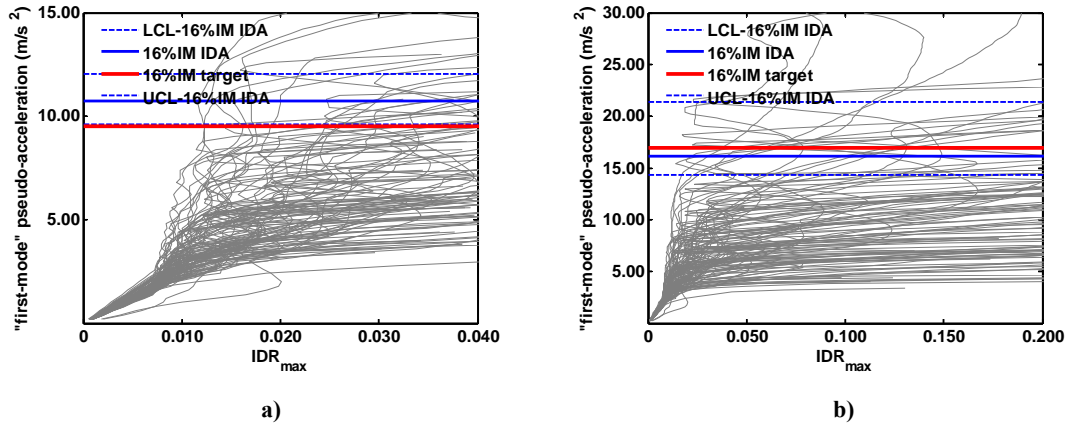 15.00
10.00
5.00
"first-mode" pseudo-acceleration (m/s 2)
LCL-16%IM IDA
16%IM IDA
16%IM target
UCL-16%IM IDA
0 0.010 0.020 0.030 0.040
IDRmax
a)
30.00
25.00
20.00
15.00
10.00
5.00
"first-mode" pseudo-acceleration (m/s 2)
LCL-16%IM IDA
16%IM IDA
16%IM target
UCL-16%IM IDA
0 0.050 0.100 0.150 0.200
IDRmax
b)